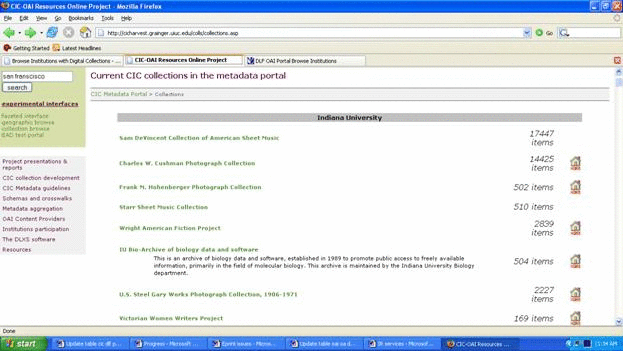 CIC-OAI Resources Online Project - Mozilla Firefox
File Edit View Go Bookmarks Tools Help
http://cicharvest.grainger.uiuc.edu/colls/collections.asp
Go
Getting Started Latest Headlines
Browse Institutions with Digital Collections - ...
CIC-OAI Resources Online Project
DLF OAI Portal Browse Institutions
san franscisco
search
experimental interfaces
faceted interface
geographic browse
collection browse
EAD test portal
Project presentations &
reports
CIC collection development
CIC Metadata guidelines
Schemas and crosswalks
Metadata aggregation
OAI Content Providers
Institutions participation
The DLXS software
Resources
Current CIC collections in the metadata portal
CIC Metadata Portal > Collections
Indiana University
Sam DeVincent Collection of American Sheet Music
17447
items
Charles W. Cushman Photograph Collection
14425
items
Frank M. Hohenberger Photograph Collection
502 items
Starr Sheet Music Collection
510 items
Wright American Fiction Project
2839
items
IU Bio-Archive of biology data and software
This is an archive of biology data and software, established in 1989 to promote public access to freely available
information, primarily in the field of molecular biology. This archive is maintained by the Indiana University Biology
department.
504 items
U.S. Steel Gary Works Photograph Collection, 1906-1971
2227
items
Victorian Women Writers Project
169 items
Done
start
Update table cic dlf p...
Progress - Microsoft ...
Eprint issues - Micros...
Update table oai sa d...
IR services - Microsof...
CIC-OAI Resources ...
11:34 AM